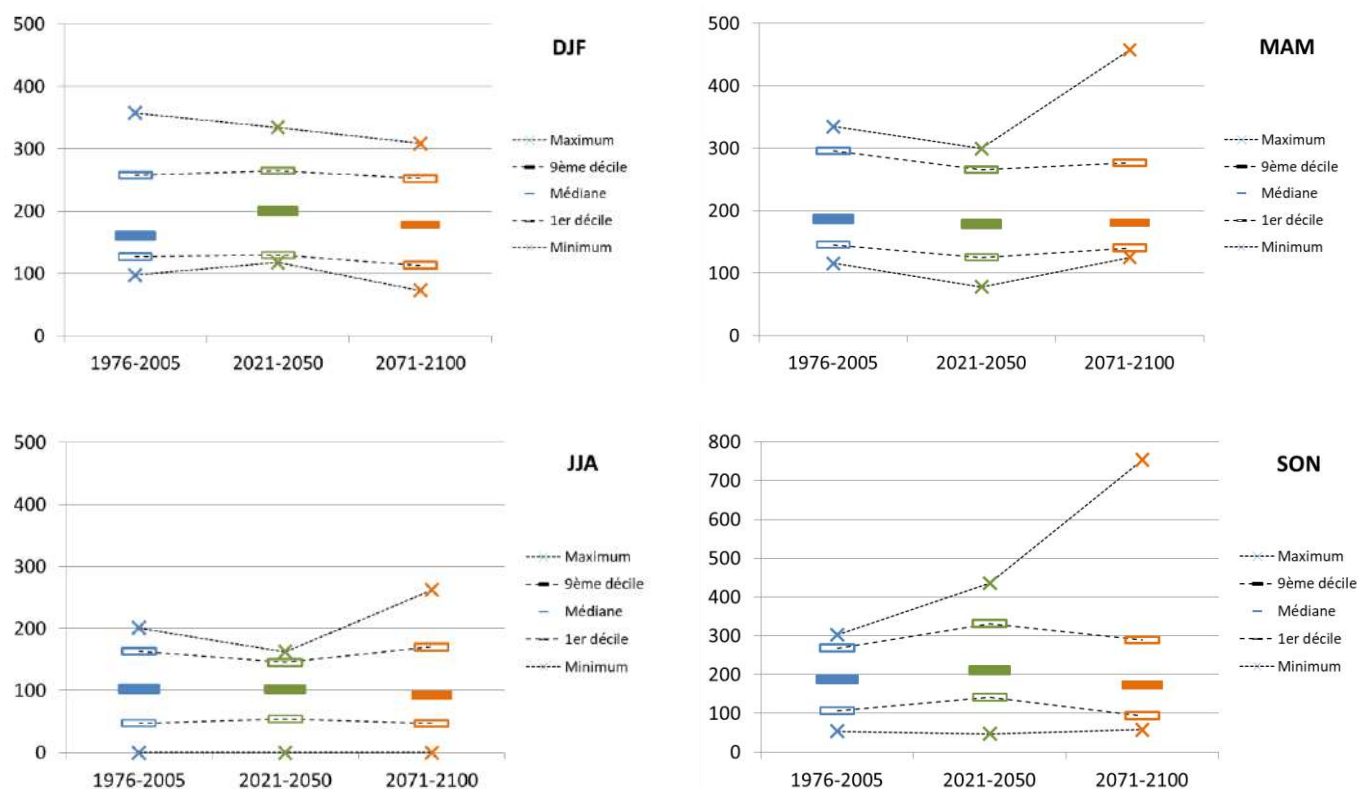 DJF
500
400
300
200
100
0
1976-2005 2021-2050 2071-2100
Maximum
9ème décile
Médiane
1er décile
Minimum
MAM
500
400
300
200
100
0
1976-2005 2021-2050 2071-2100
Maximum
9ème décile
Médiane
1er décile
Minimum
JJA
500
400
300
200
100
0
1976-2005 2021-2050 2071-2100
Maximum
9ème décile
Médiane
1er décile
Minimum
SON
800
700
600
500
400
300
200
100
0
1976-2005 2021-2050 2071-2100
Maximum
9ème décile
Médiane
1er décile
Minimum